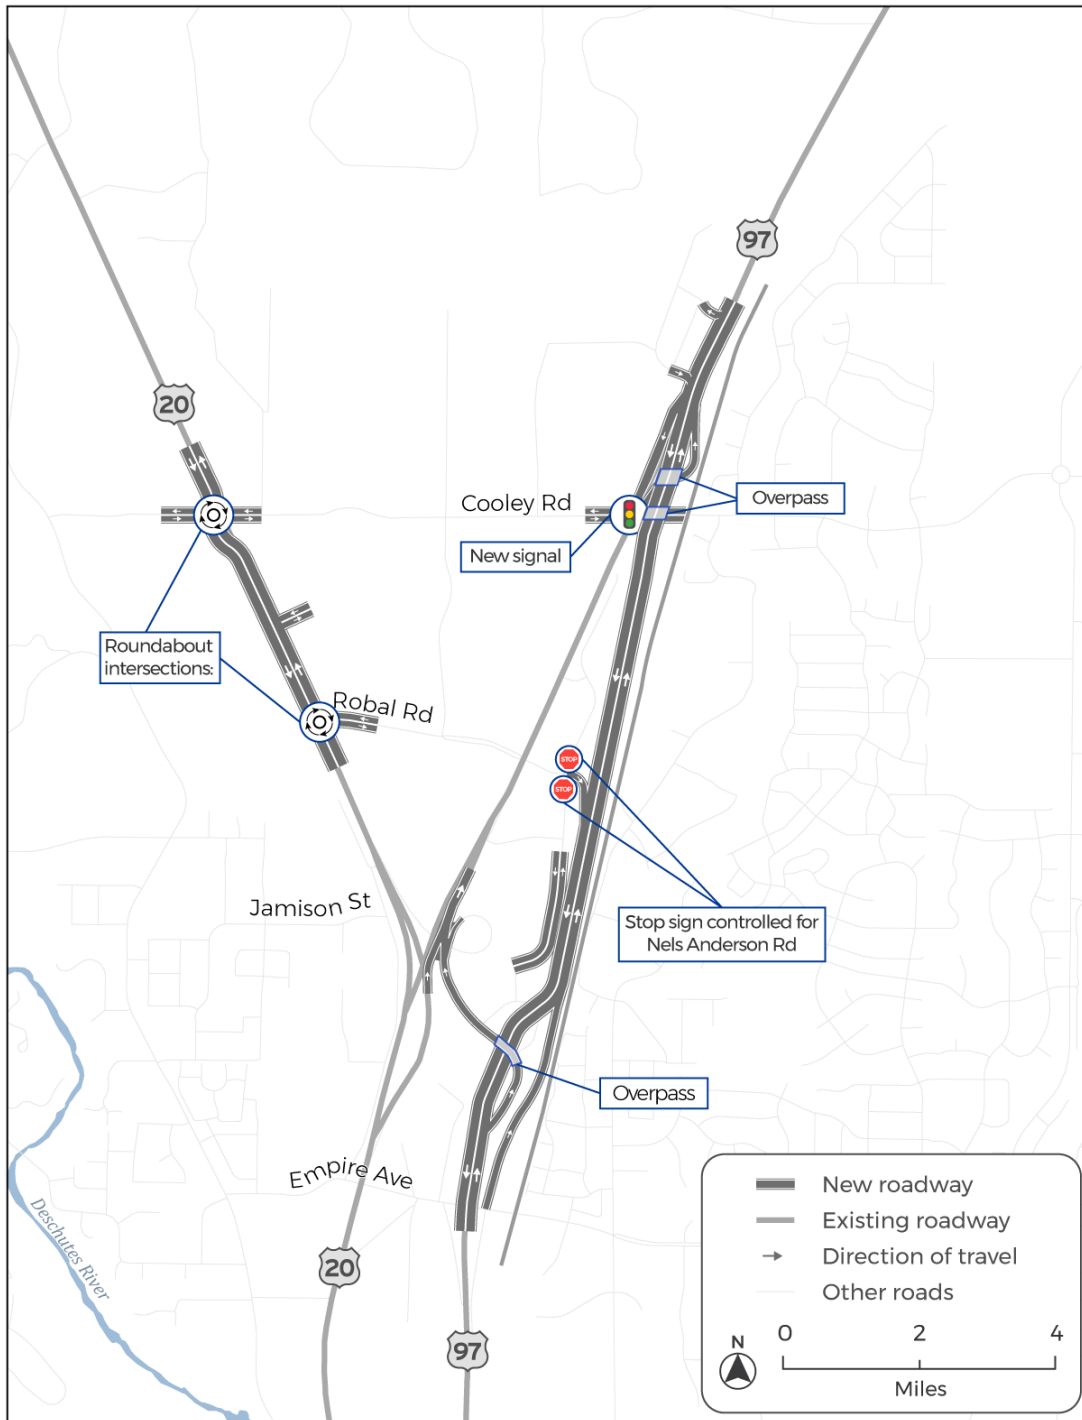 97
20
Cooley Rd
Overpass
New signal
Roundabout
intersections:
Robal Rd
STOP
STOP
Jamison St
Stop sign controlled for
Nels Anderson Rd
Overpass
Empire Ave
Deschutes River
20
97
New roadway
Existing roadway
Direction of travel
Other roads
N
0 2 4
Miles